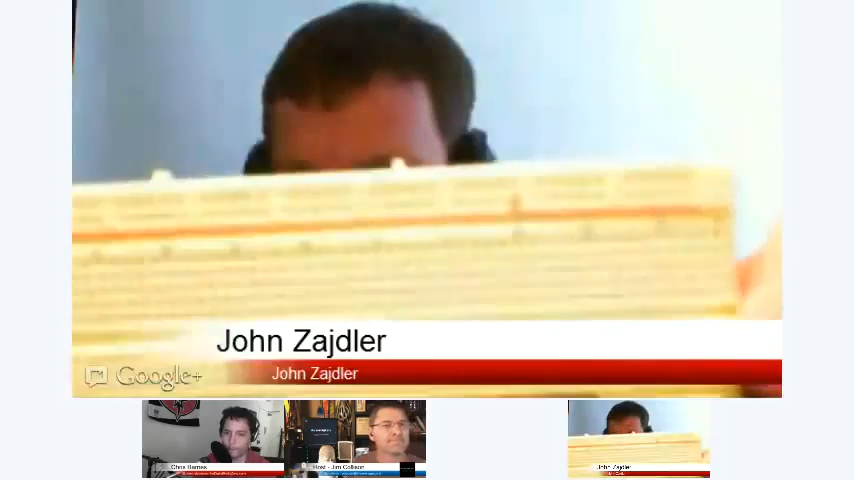 John Zajdler
John Zajdler
Google+
Chris Barnes
Host - Jim Collison
John Zajdler